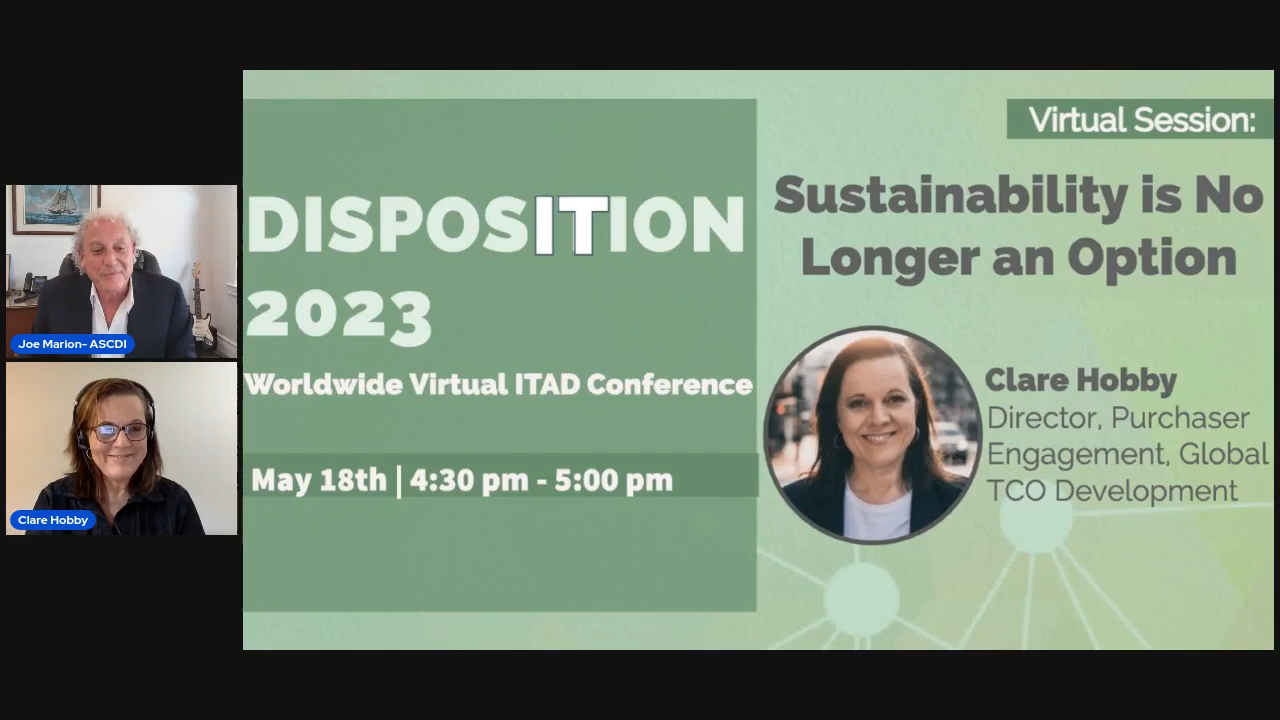 Joe Marion- ASCDI
Clare Hobby
DISPOSITION
2023
Worldwide Virtual ITAD Conference
May 18th | 4:30 pm - 5:00 pm
Virtual Session:
Sustainability is No
Longer an Option
Clare Hobby
Director, Purchaser
Engagement, Global
TCO Development